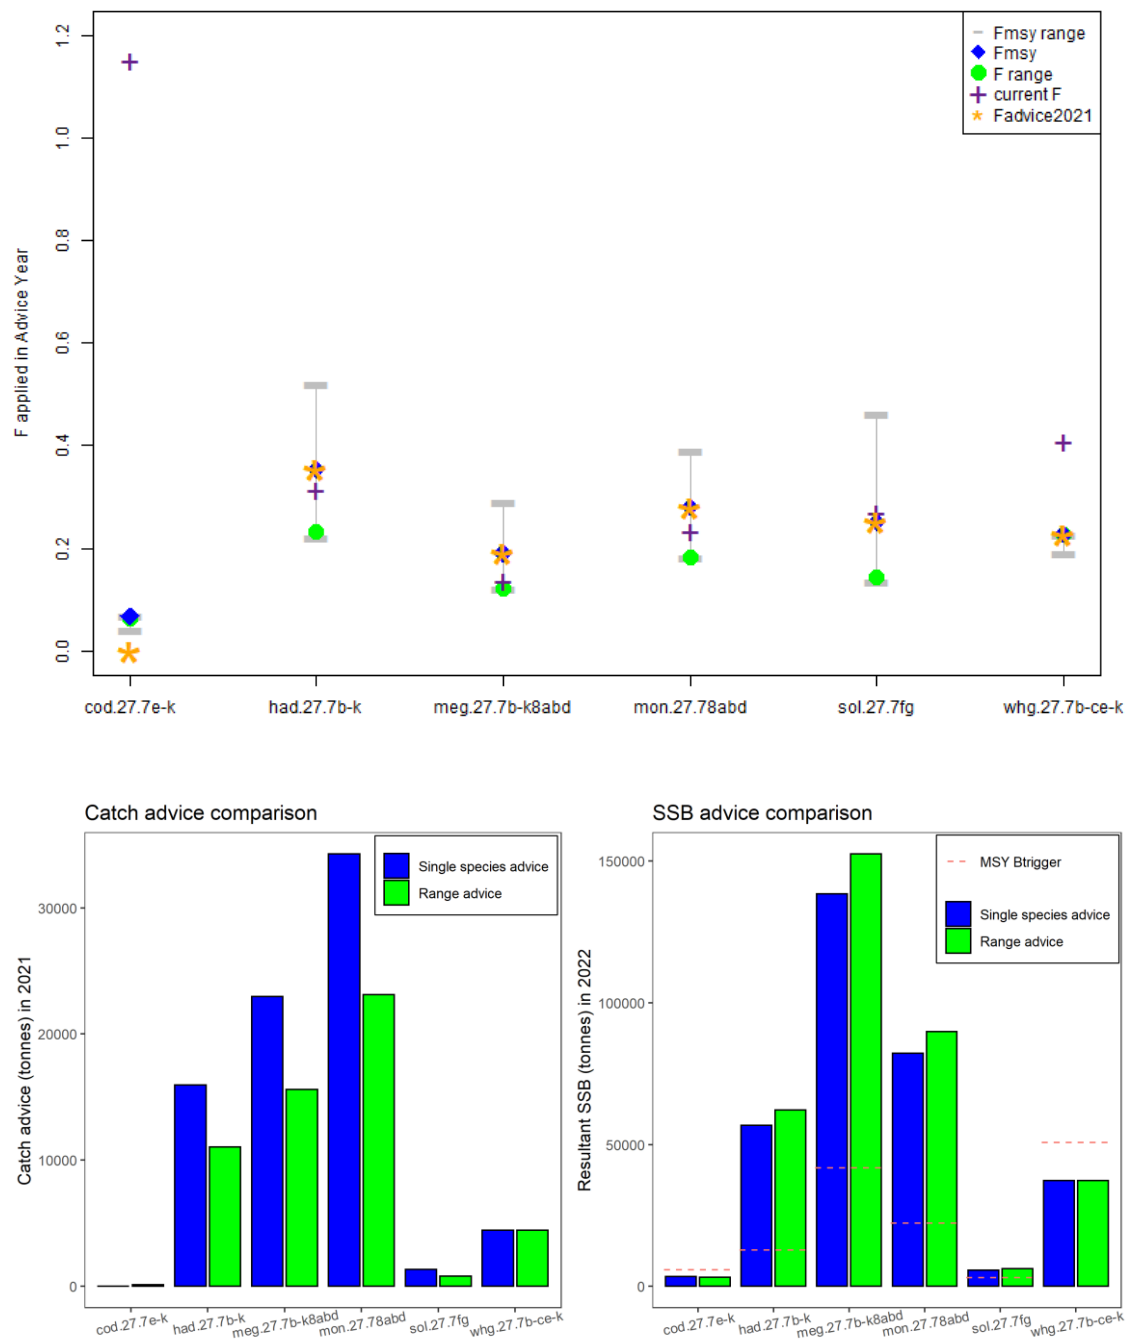 Fmsy range
Fmsy
F range
current F
Fadvice2021
F applied in Advice Year
1.2
1.0
0.8
0.6
0.4
0.2
0.0
cod.27.7e-k
had.27.7b-k
meg.27.7b-k8abd
mon.27.78abd
sol.27.7fg
whg.27.7b-ce-k
Catch advice comparison
Single species advice
Range advice
Catch advice (tonnes) in 2021
30000
20000
10000
0
cod.27.7e-k
had.27.7b-k
meg.27.7b-k8abd
mon.27.78abd
sol.27.7fg
whg.27.7b-ce-k
SSB advice comparison
MSY Btrigger
Single species advice
Range advice
Resultant SSB (tonnes) in 2022
150000
100000
50000
0
cod.27.7e-k
had.27.7b-k
meg.27.7b-k8abd
mon.27.78abd
sol.27.7fg
whg.27.7b-ce-k